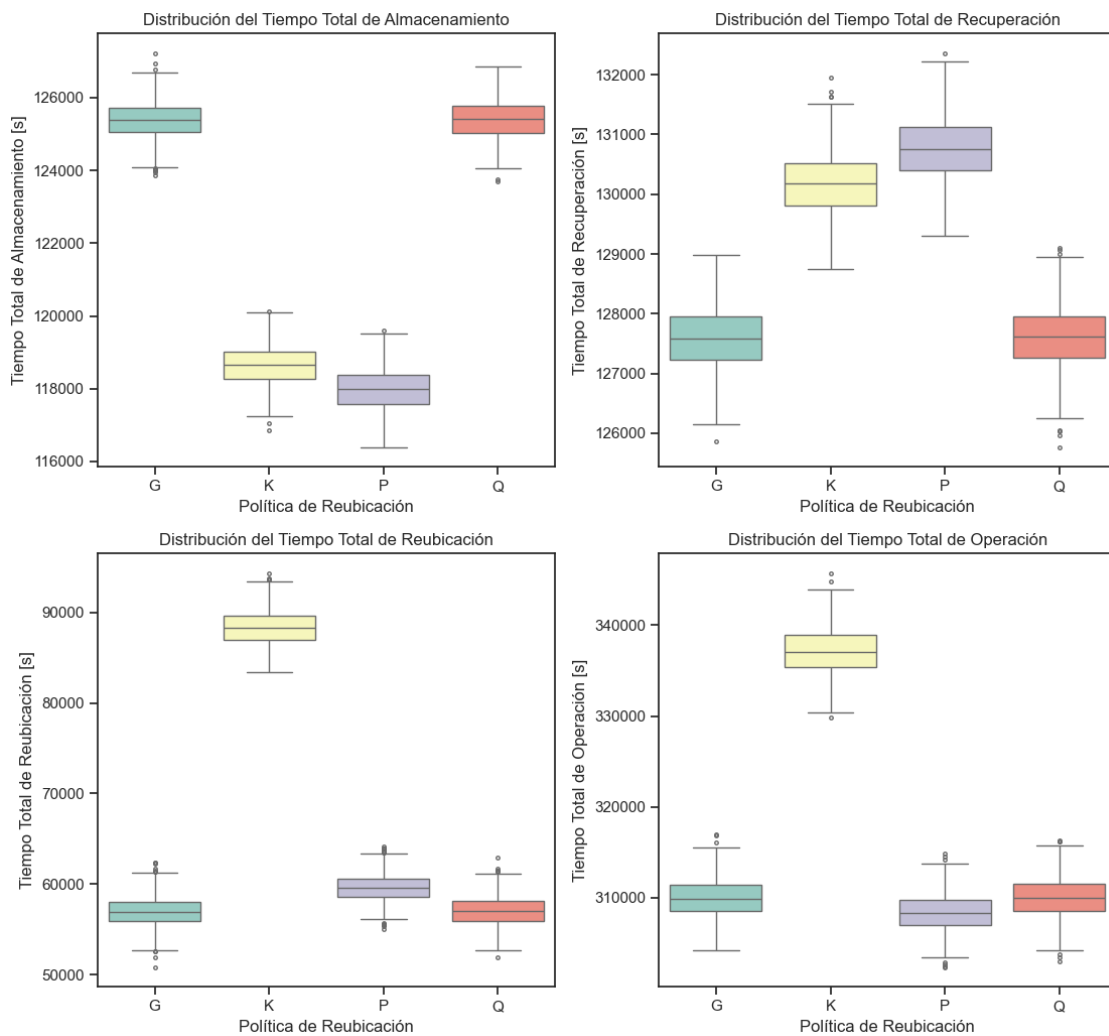 Distribución del Tiempo Total de Almacenamiento
Tiempo Total de Almacenamiento [s]
126000
124000
122000
120000
118000
116000
G K P Q
Política de Reubicación
Distribución del Tiempo Total de Recuperación
Tiempo Total de Recuperación [s]
132000
131000
130000
129000
128000
127000
126000
G K P Q
Política de Reubicación
Distribución del Tiempo Total de Reubicación
Tiempo Total de Reubicación [s]
90000
80000
70000
60000
50000
G K P Q
Política de Reubicación
Distribución del Tiempo Total de Operación
Tiempo Total de Operación [s]
340000
330000
320000
310000
G K P Q
Política de Reubicación